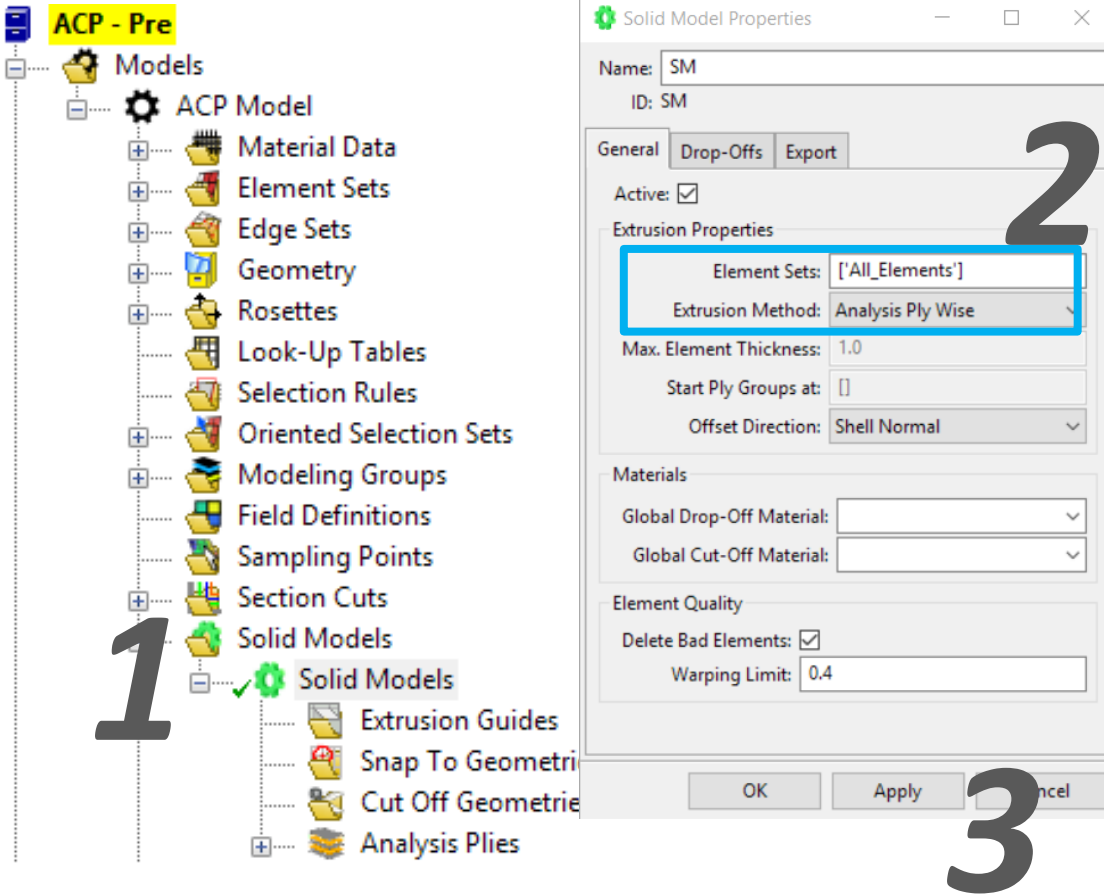 ACP - Pre
Models
ACP Model
Material Data
Element Sets
Edge Sets
Geometry
Rosettes
Look-Up Tables
Selection Rules
Oriented Selection Sets
Modeling Groups
Field Definitions
Sampling Points
Section Cuts
Solid Models
Solid Models
Extrusion Guides
Snap To Geometri
Cut Off Geometrie
Analysis Plies
1
Solid Model Properties
Name: SM
ID: SM
General Drop-Offs Export
2
Active:
Extrusion Properties
Element Sets: ['All_Elements']
Extrusion Method: Analysis Ply Wise
Max. Element Thickness: 1.0
Start Ply Groups at: []
Offset Direction: Shell Normal
Materials
Global Drop-Off Material:
Global Cut-Off Material:
Element Quality
Delete Bad Elements:
Warping Limit: 0.4
OK Apply ncel
3